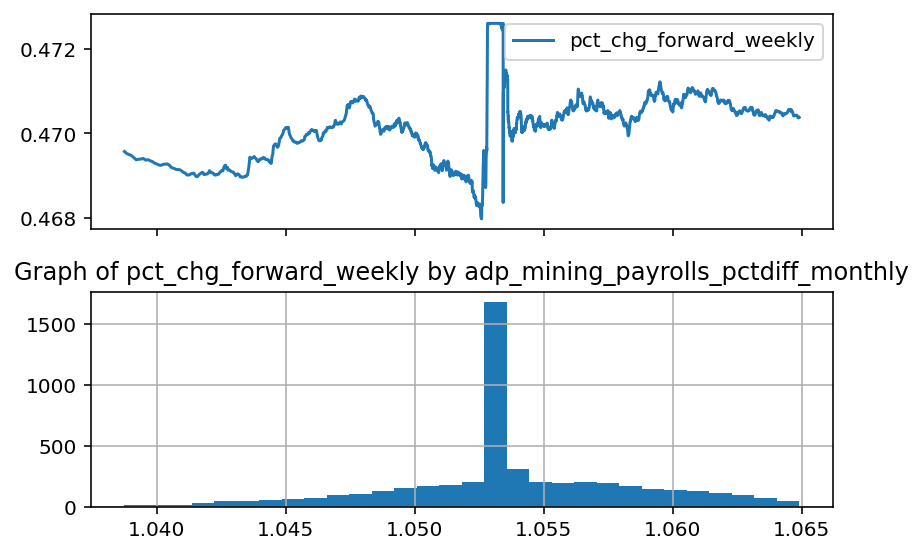 0.472
0.470
0.468
pct_chg_forward_weekly
Graph of pct_chg_forward_weekly by adp_mining_payrolls_pctdiff_monthly
1500
1000
500
0
1.040 1.045 1.050 1.055 1.060 1.065